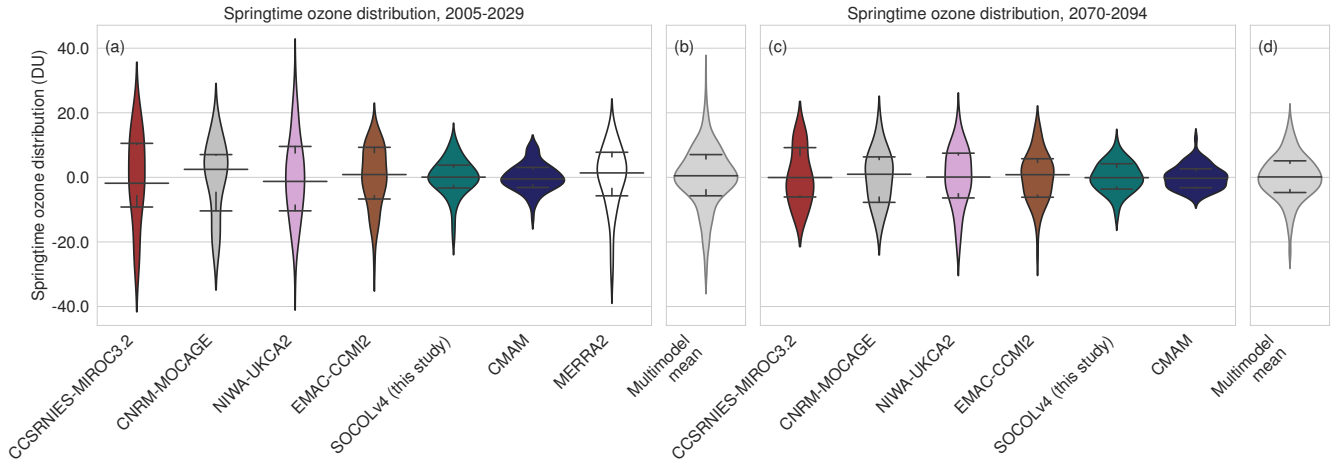 Springtime ozone distribution, 2005-2029
Springtime ozone distribution, 2070-2094
(a)
(b)
(c)
(d)
Springtime ozone distribution (DU)
40.0
20.0
0.0
-20.0
-40.0
CCSRNIES-MIROC3.2
CNRM-MOCAGE
NIWA-UKCA2
EMAC-CCMI2
SOCOLv4 (this study)
CMAM
MERRA2
Multimodel
mean
CCSRNIES-MIROC3.2
CNRM-MOCAGE
NIWA-UKCA2
EMAC-CCMI2
SOCOLv4 (this study)
CMAM
Multimodel
mean